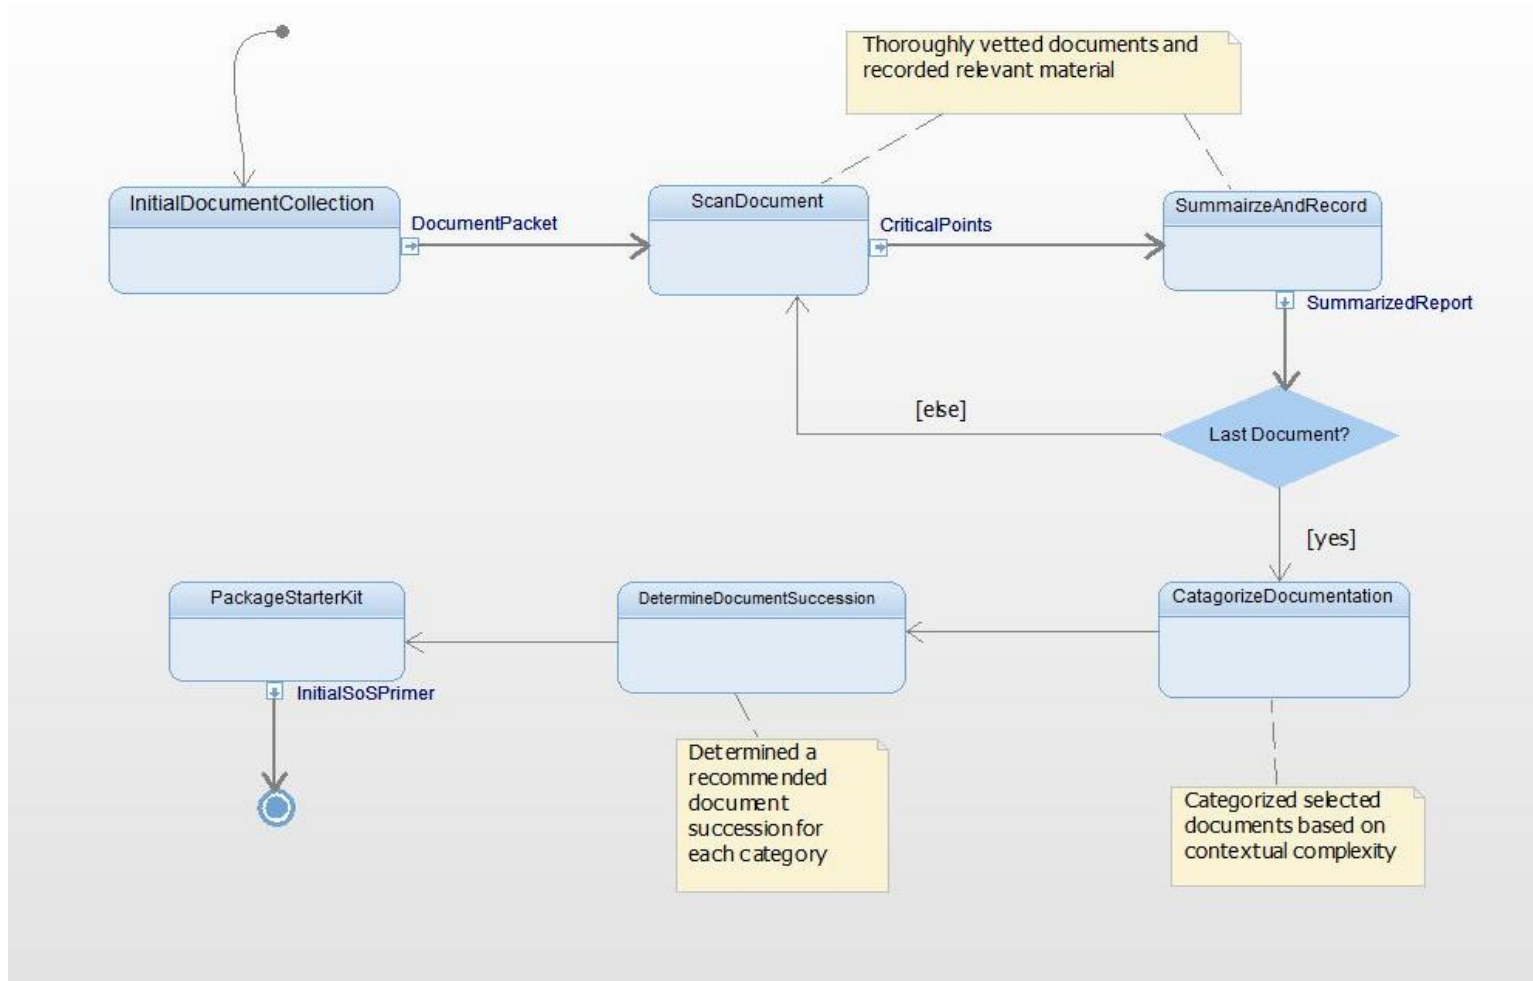 Thoroughly vetted documents and
recorded relevant material
InitialDocumentCollection
DocumentPacket
ScanDocument
CriticalPoints
SummairzeAndRecord
SummarizedReport
[else]
Last Document?
[yes]
PackageStarterKit
DetermineDocumentSuccession
CatagorizeDocumentation
InitialSoSPrimer
Determined a
recommended
document
succession for
each category
Categorized selected
documents based on
contextual complexity